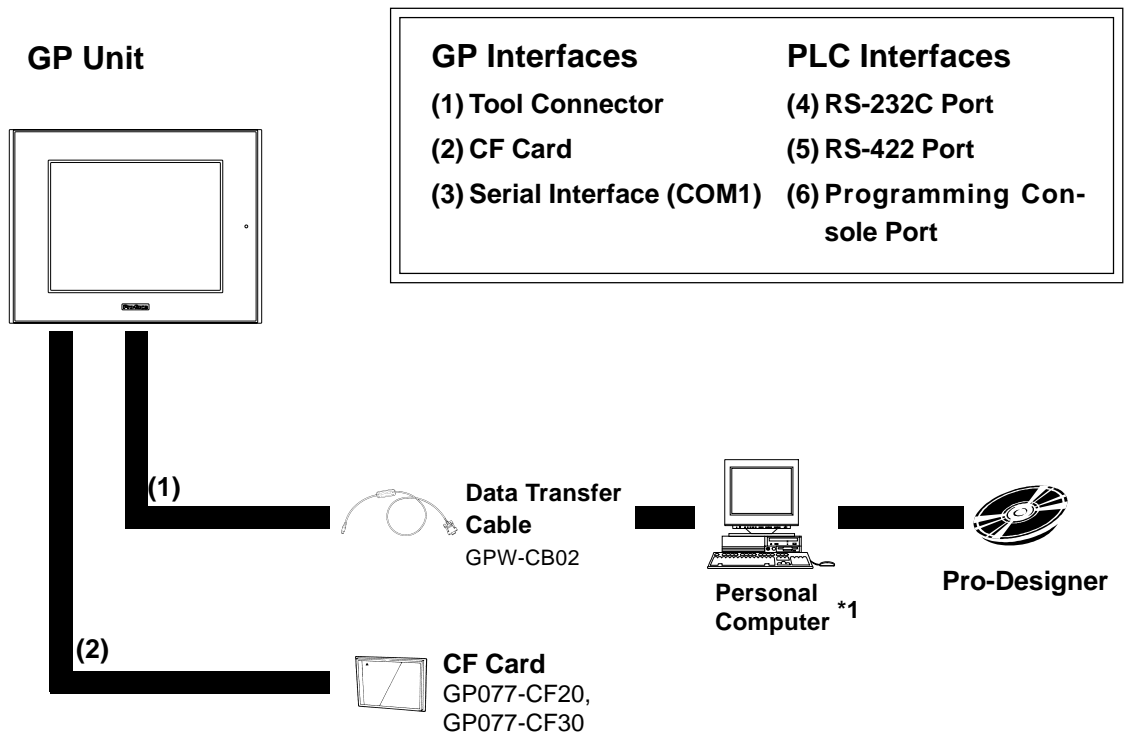 GP Unit
GP Interfaces
(1) Tool Connector
(2) CF Card
(3) Serial Interface (COM1)
PLC Interfaces
(4) RS-232C Port
(5) RS-422 Port
(6) Programming Con-
sole Port
Pro-face
(1)
Data Transfer
Cable
GPW-CB02
Personal
Computer *1
Pro-Designer
(2)
CF Card
GP077-CF20,
GP077-CF30